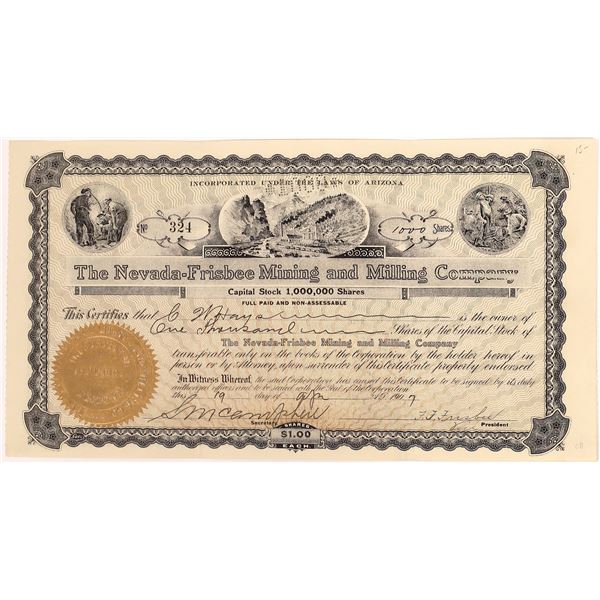 15-
INCORPORATED UNDER THE LAWS OF ARIZONA
No 324
1000 Shares
The Nevada-Frisbee Mining and Milling Company
Capital Stock 1,000,000 Shares
FULL PAID AND NON-ASSESSABLE
This Certifies that C W Hays is the owner of
One Thousand Shares of the Capital Stock of
The Nevada-Frisbee Mining and Milling Company
transferable only on the books of the Corporation by the holder hereof in
person or by Attorney, upon surrender of this Certificate properly endorsed.
In Witness Whereof, the said Corporation has caused this Certificate to be signed by its duly
authorized officers and to be sealed with the Seal of the Corporation
this 19 day of 1907
S M Campbell
F. F. Frisbee
Secretary
President
SHARES
$1.00
EACH